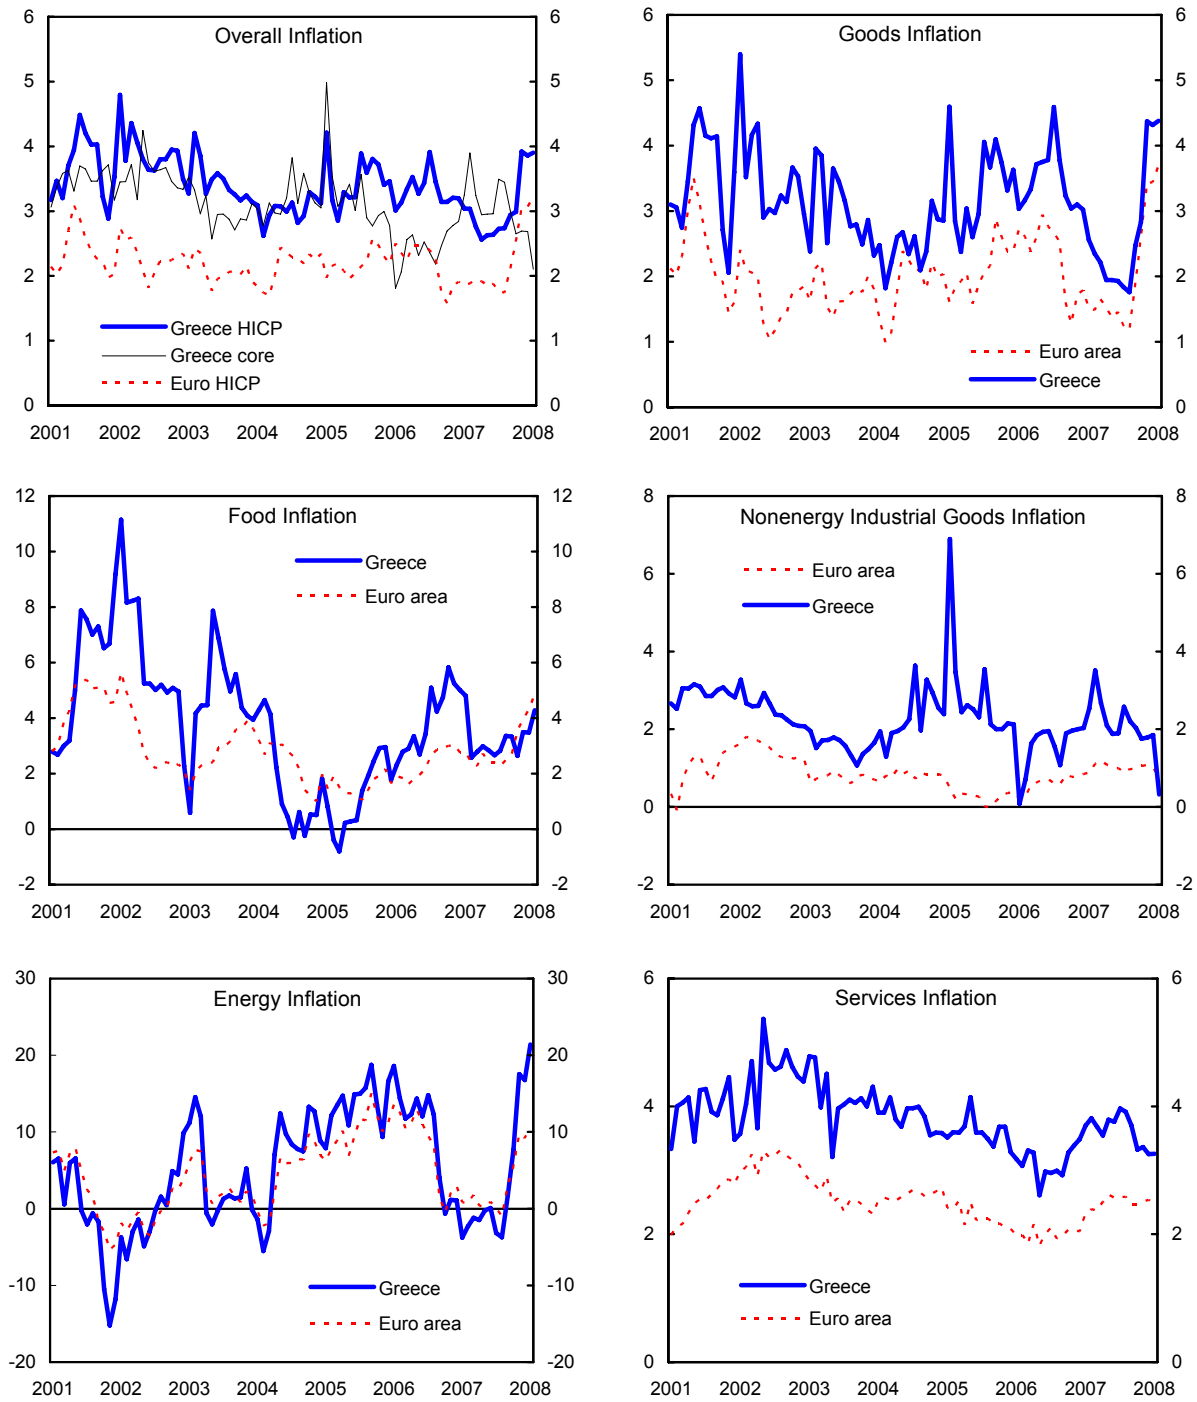 Overall Inflation
6 6
5 5
4 4
3 3
2 2
1 1
0 0
Greece HICP
Greece core
Euro HICP
2001 2002 2003 2004 2005 2006 2007 2008
Goods Inflation
6 6
5 5
4 4
3 3
2 2
1 1
0 0
Euro area
Greece
2001 2002 2003 2004 2005 2006 2007 2008
Food Inflation
12 12
10 10
8 8
6 6
4 4
2 2
0 0
-2 -2
Greece
Euro area
2001 2002 2003 2004 2005 2006 2007 2008
Nonenergy Industrial Goods Inflation
8 8
6 6
4 4
2 2
0 0
-2 -2
Euro area
Greece
2001 2002 2003 2004 2005 2006 2007 2008
Energy Inflation
30 30
20 20
10 10
0 0
-10 -10
-20 -20
Greece
Euro area
2001 2002 2003 2004 2005 2006 2007 2008
Services Inflation
6 6
4 4
2 2
0 0
Greece
Euro area
2001 2002 2003 2004 2005 2006 2007 2008